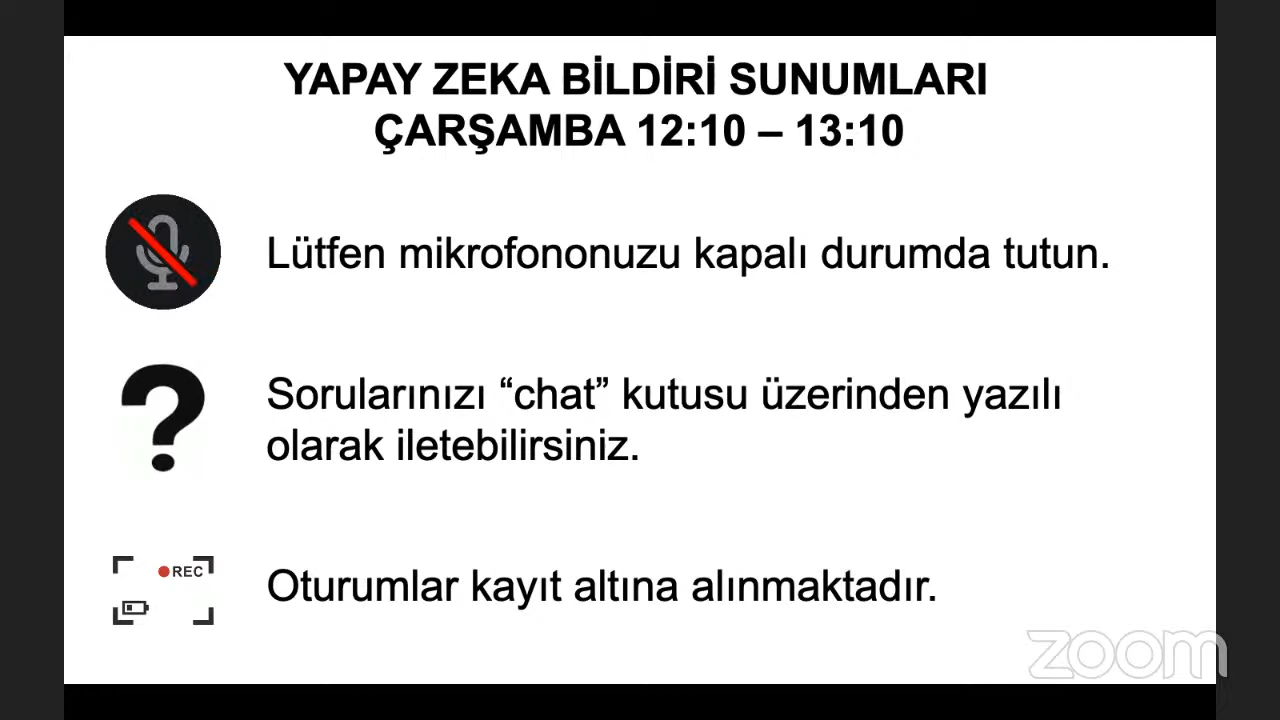 YAPAY ZEKA BİLDİRİ SUNUMLARI
ÇARŞAMBA 12:10 – 13:10
Lütfen mikrofononuzu kapalı durumda tutun.
Sorularınızı “chat” kutusu üzerinden yazılı
olarak iletebilirsiniz.
REC
Oturumlar kayıt altına alınmaktadır.
zoom